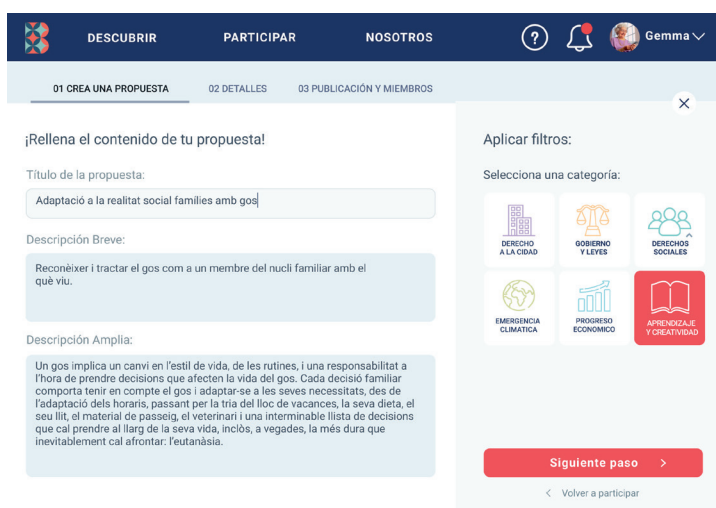 DESCUBRIR
PARTICIPAR
NOSOTROS
?
Gemma
01 CREA UNA PROPUESTA
02 DETALLES
03 PUBLICACIÓN Y MIEMBROS
¡Rellena el contenido de tu propuesta!
Título de la propuesta:
Adaptació a la realitat social famílies amb gos
Descripción Breve:
Reconèixer i tractar el gos com a un membre del nucli familiar amb el
què viu.
Descripción Amplia:
Un gos implica un canvi en l'estil de vida, de les rutines, i una responsabilitat a
l'hora de prendre decisions que afecten la vida del gos. Cada decisió familiar
comporta tenir en compte el gos i adaptar-se a les seves necessitats, des de
l'adaptació dels horaris, passant per la tria del lloc de vacances, la seva dieta, el
seu llit, el material de passeig, el veterinari i una interminable llista de decisions
que cal prendre al llarg de la seva vida, inclòs, a vegades, la més dura que
inevitablement cal afrontar: l'eutanàsia.
Aplicar filtros:
Selecciona una categoría:
DERECHO
A LA CIDAD
GOBIERNO
Y LEYES
DERECHOS
SOCIALES
EMERGENCIA
CLIMATICA
PROGRESO
ECONOMICO
APRENDIZAJE
Y CREATIVIDAD
Siguiente paso >
< Volver a participar